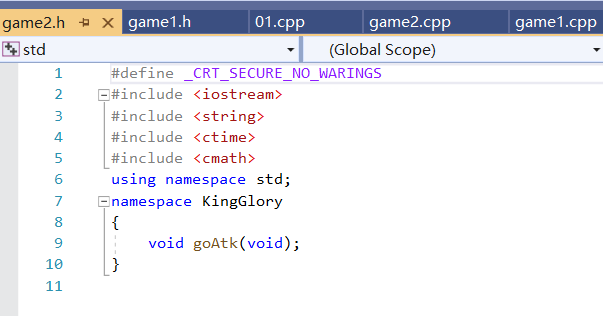 game2.h game1.h 01.cpp game2.cpp game1.cpp
std (Global Scope)
1 #define _CRT_SECURE_NO_WARINGS
2 #include <iostream>
3 #include <string>
4 #include <ctime>
5 #include <cmath>
6 using namespace std;
7 namespace KingGlory
8 {
9 void goAtk(void);
10 }
11